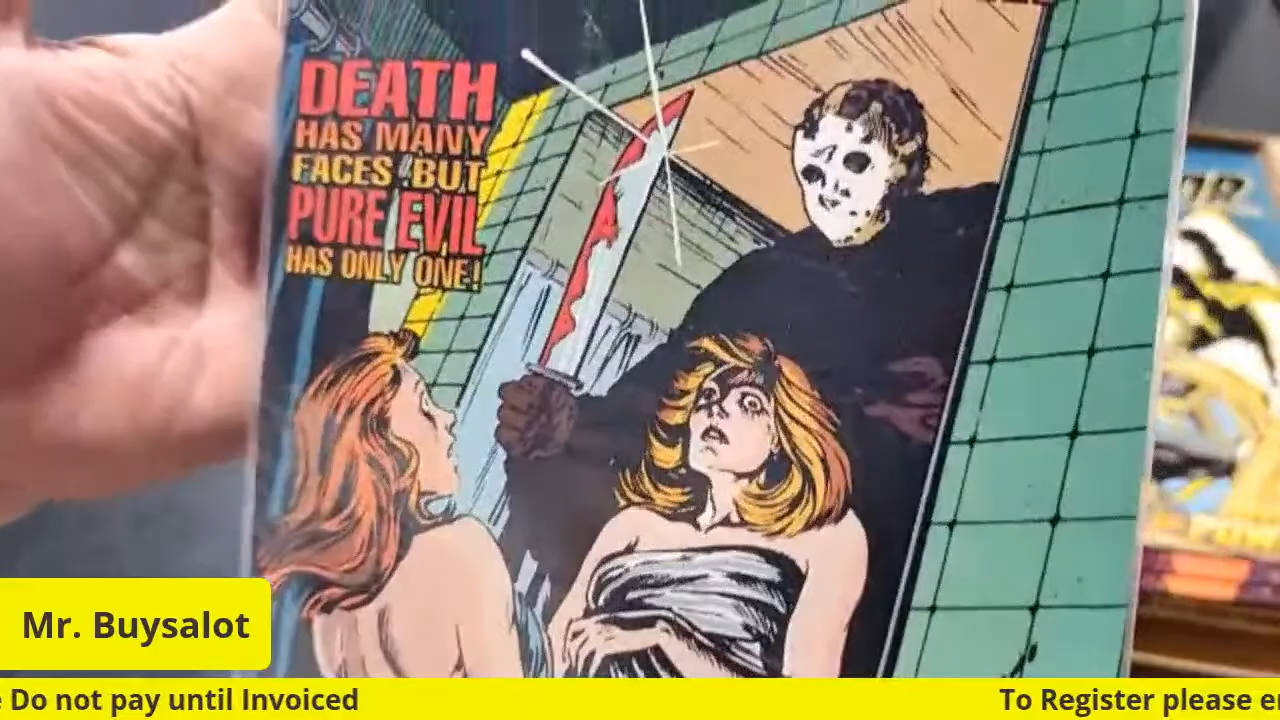 DEATH
HAS MANY
FACES BUT
PURE EVIL
HAS ONLY ONE!
Mr. Buysalot
Do not pay until Invoiced
To Register please